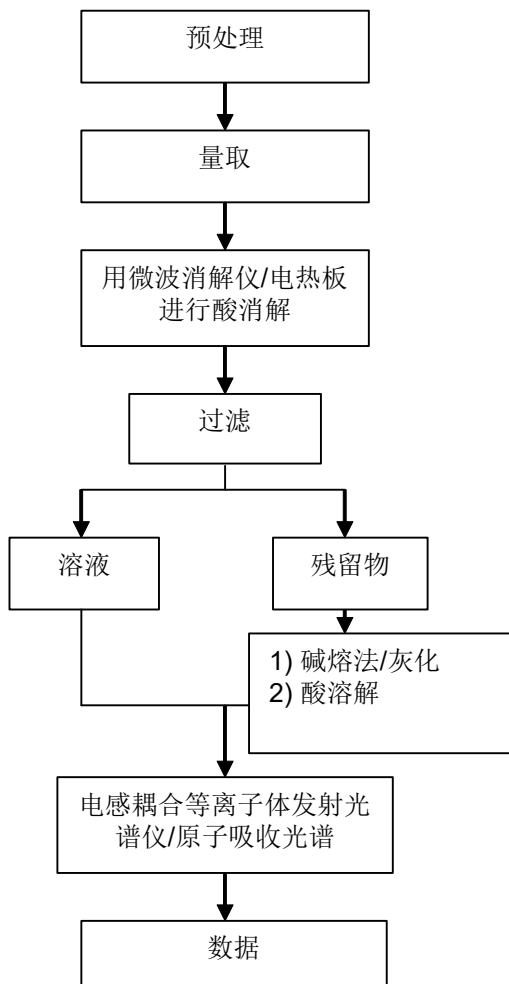 预处理
量取
用微波消解仪/电热板
进行酸消解
过滤
溶液
残留物
1) 碱熔法/灰化
2) 酸溶解
电感耦合等离子体发射光
谱仪/原子吸收光谱
数据